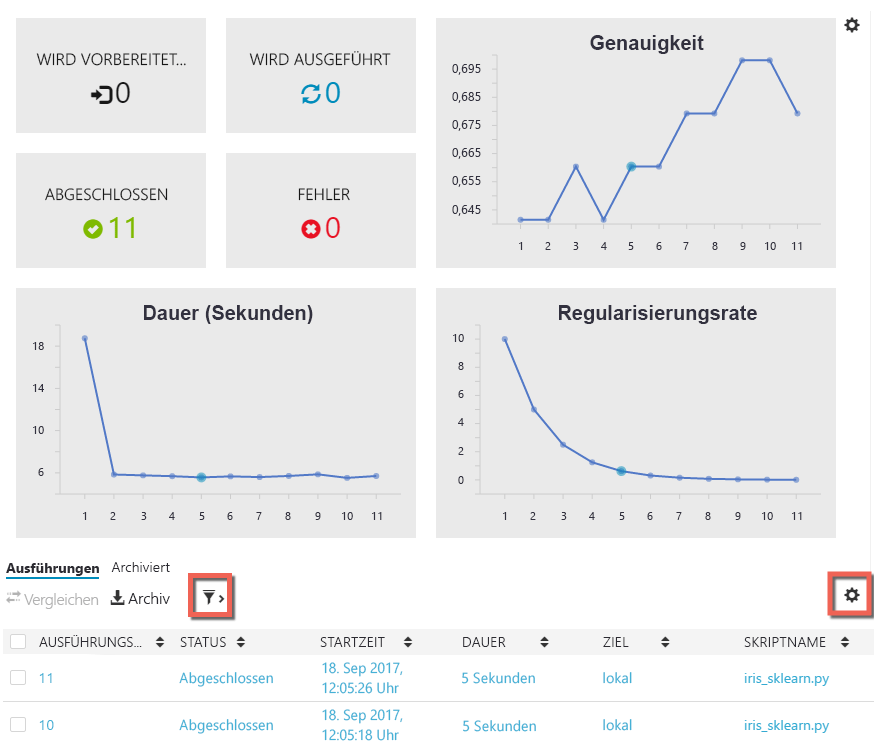 WIRD VORBEREITET...
0
WIRD AUSGEFÜHRT
0
ABGESCHLOSSEN
11
FEHLER
0
Genauigkeit
0,695
0,685
0,675
0,665
0,655
0,645
1 2 3 4 5 6 7 8 9 10 11
Dauer (Sekunden)
18
14
10
6
1 2 3 4 5 6 7 8 9 10 11
Regularisierungsrate
10
8
6
4
2
0
1 2 3 4 5 6 7 8 9 10 11
Ausführungen Archiviert
Vergleichen Archiv
AUSFÜHRUNGS... STATUS STARTZEIT DAUER ZIEL SKRIPTNAME
11 Abgeschlossen 18. Sep 2017, 5 Sekunden lokal iris_sklearn.py
12:05:26 Uhr
10 Abgeschlossen 18. Sep 2017, 5 Sekunden lokal iris_sklearn.py
12:05:18 Uhr